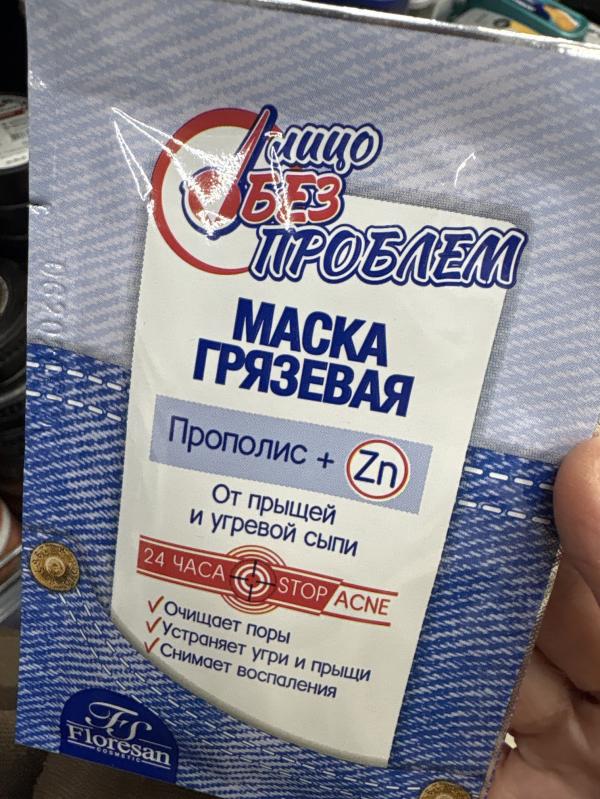 лицо
БЕЗ
ПРОБЛЕМ
МАСКА
ГРЯЗЕВАЯ
Прополис + Zn
От прыщей
и угревой сыпи
24 ЧАСА STOP ACNE
Очищает поры
Устраняет угри и прыщи
Снимает воспаления
FS
Floresan
COSMETIC